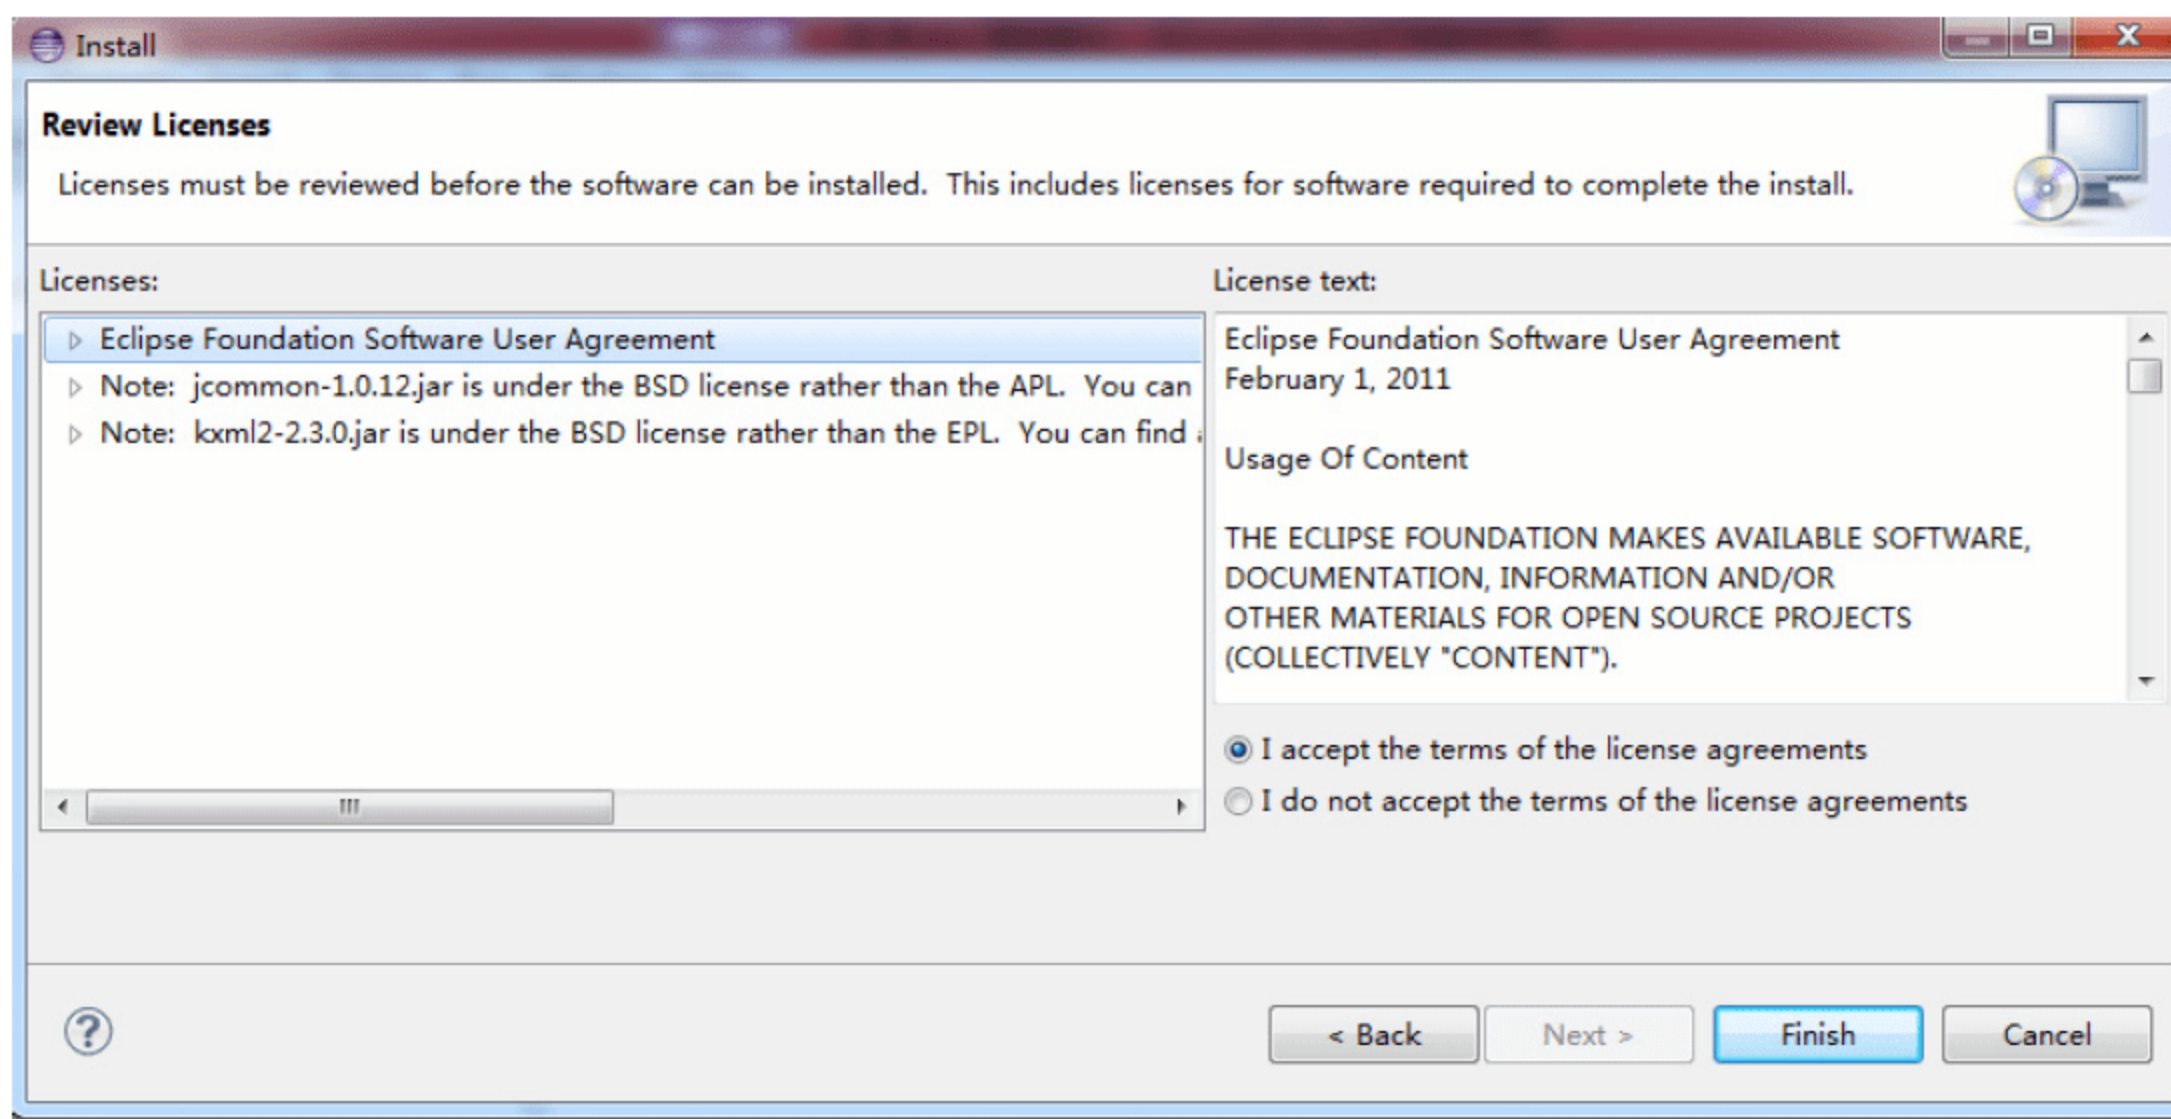 Install
Review Licenses
Licenses must be reviewed before the software can be installed.  This includes licenses for software required to complete the install.
Licenses:
Eclipse Foundation Software User Agreement
Note:  jcommon-1.0.12.jar is under the BSD license rather than the APL.  You can
Note:  kxml2-2.3.0.jar is under the BSD license rather than the EPL.  You can find
License text:
Eclipse Foundation Software User Agreement
February 1, 2011
Usage Of Content
THE ECLIPSE FOUNDATION MAKES AVAILABLE SOFTWARE,
DOCUMENTATION, INFORMATION AND/OR
OTHER MATERIALS FOR OPEN SOURCE PROJECTS
(COLLECTIVELY "CONTENT").
I accept the terms of the license agreements
I do not accept the terms of the license agreements
< Back
Next >
Finish
Cancel